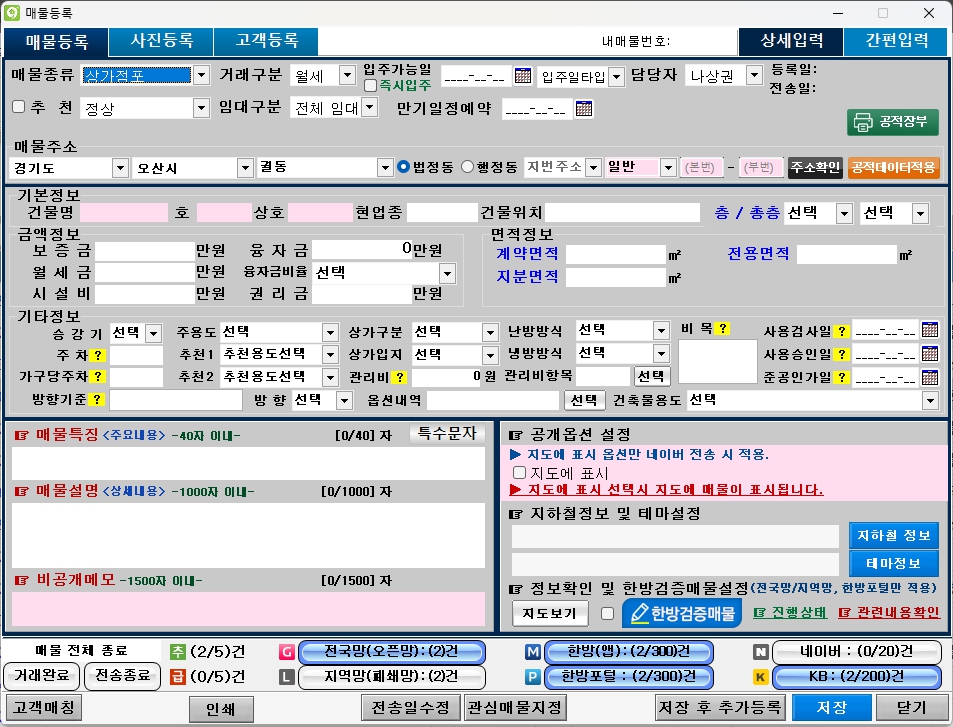 매물등록
매물등록 사진등록 고객등록 내매물번호: 상세입력 간편입력
매물종류 상가점포 거래구분 월세 입주가능일 즉시입주 ____-__-__ 입주일타입 담당자 나상권 등록일:
전송일:
추 천 정상 임대구분 전체 임대 만기일정예약 ____-__-__
공적장부
매물주소
경기도 오산시 궐동 법정동 행정동 지번주소 일반 (본번) - (부번) 주소확인 공적데이터적용
기본정보
건물명 호 상호 현업종 건물위치 층 / 총층 선택 선택
금액정보 면적정보
보 증 금 만원 융 자 금 0 만원 계약면적 m² 전용면적 m²
월 세 금 만원 융자금비율 선택 지분면적 m²
시 설 비 만원 권 리 금 만원
기타정보
승 강 기 선택 주용도 선택 상가구분 선택 난방방식 선택 비 목 ? 사용검사일 ? ____-__-__
주 차 ? 추천1 추천용도선택 상가입지 선택 냉방방식 선택 사용승인일 ? ____-__-__
가구당주차 ? 추천2 추천용도선택 관리비 ? 0 원 관리비항목 선택 준공인가일 ? ____-__-__
방향기준 ? 방 향 선택 옵션내역 선택 건축물용도 선택
☞ 매물특징 <주요내용> -40자 이내- [0/40] 자 특수문자
☞ 매물설명 <상세내용> -1000자 이내- [0/1000] 자
☞ 비공개메모 -1500자 이내- [0/1500] 자
☞ 공개옵션 설정
▶ 지도에 표시 옵션만 네이버 전송 시 적용.
지도에 표시
▶ 지도에 표시 선택시 지도에 매물이 표시됩니다.
☞ 지하철정보 및 테마설정
지하철 정보
테마정보
☞ 정보확인 및 한방검증매물설정 (전국망/지역망, 한방포털만 적용)
지도보기 한방검증매물 ☞ 진행상태 ☞ 관련내용확인
매물 전체 종료 추 (2/5)건 G 전국망(오픈망):(2)건 M 한방(앱):(2/300)건 N 네이버 : (0/20)건
거래완료 전송종료 급 (0/5)건 L 지역망(폐쇄망):(2)건 P 한방포털 : (2/300)건 K KB: (2/200)건
고객매칭 인쇄 전송일수정 관심매물지정 저장 후 추가등록 저장 닫기